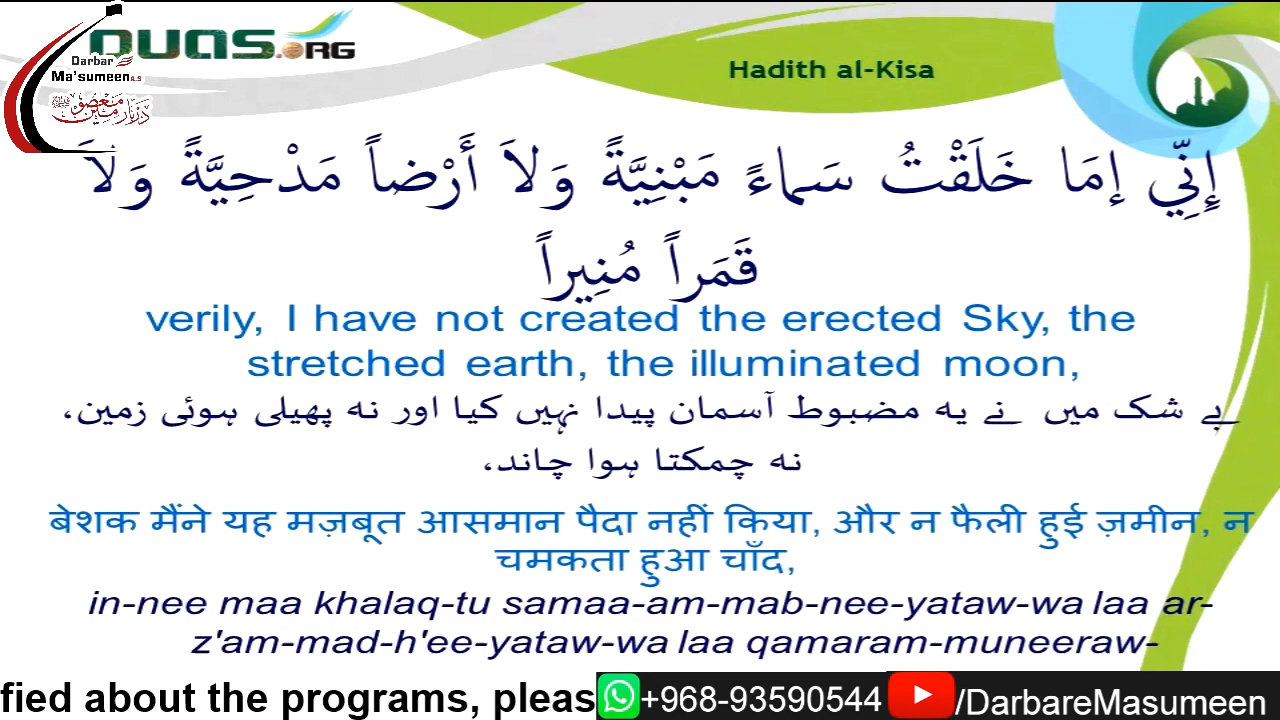 DUAS.ORG
Darbar
Ma'sumeen A.S
دربار معصومین
Hadith al-Kisa
إِنِّي إمَا خَلَقْتُ سَمَاءً مَبْنِيَّةً وَلاَ أَرْضاً مَدْحِيَّةً وَلاَ
قَمَراً مُنِيراً
verily, I have not created the erected Sky, the
stretched earth, the illuminated moon,
بے شک میں نے یہ مضبوط آسمان پیدا نہیں کیا اور نہ پھیلی ہوئی زمین،
نہ چمکتا ہوا چاند،
बेशक मैंने यह मज़बूत आसमान पैदा नहीं किया, और न फैली हुई ज़मीन, न
चमकता हुआ चाँद,
in-nee maa khalaq-tu samaa-am-mab-nee-yataw-wa laa ar-
z'am-mad-h'ee-yataw-wa laa qamaram-muneeraw-
fied about the programs, pleas +968-93590544 /DarbareMasumeen